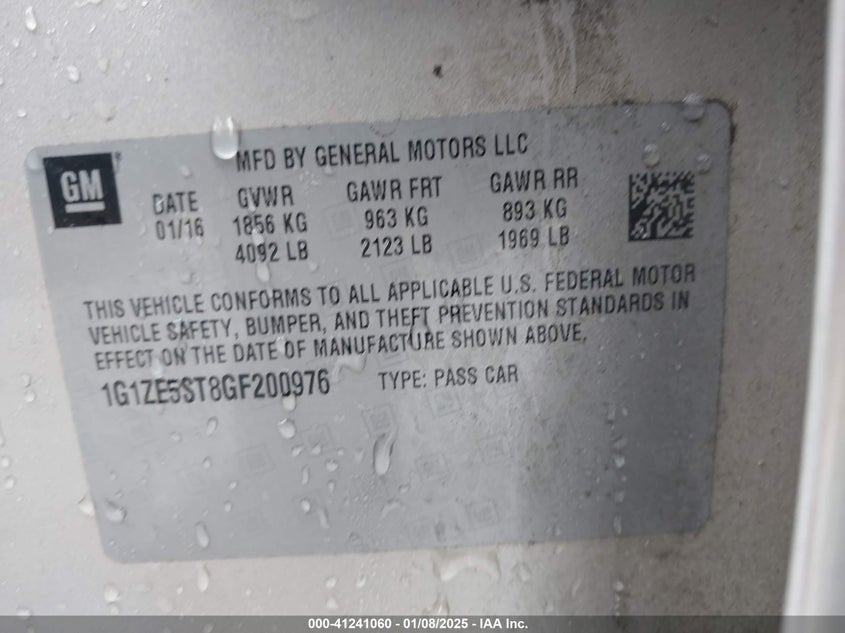 MFD BY GENERAL MOTORS LLC
GM
DATE GVWR GAWR FRT GAWR RR
01/16 1856 KG 963 KG 893 KG
4092 LB 2123 LB 1969 LB
THIS VEHICLE CONFORMS TO ALL APPLICABLE U.S. FEDERAL MOTOR
VEHICLE SAFETY, BUMPER, AND THEFT PREVENTION STANDARDS IN
EFFECT ON THE DATE OF MANUFACTURE SHOWN ABOVE.
1G1ZE5ST8GF200976 TYPE: PASS CAR
000-41241060 - 01/08/2025 - IAA Inc.